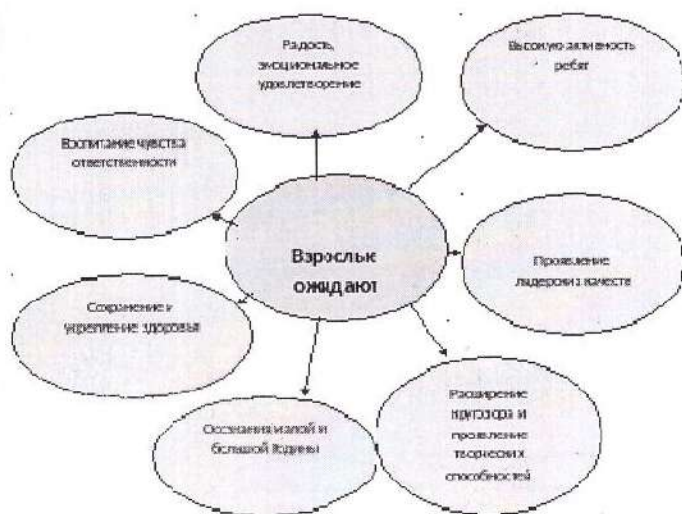 Радость,
эмоциональное
удовлетворение
Высокую активность
ребят
Воспитание чувства
ответственности
Взрослые
ожидают
Проявление
лидерских качеств
Сохранение и
укрепление здоровья
Расширение
кругозора и
проявление
творческих
способностей
Осознания малой и
большой Родины